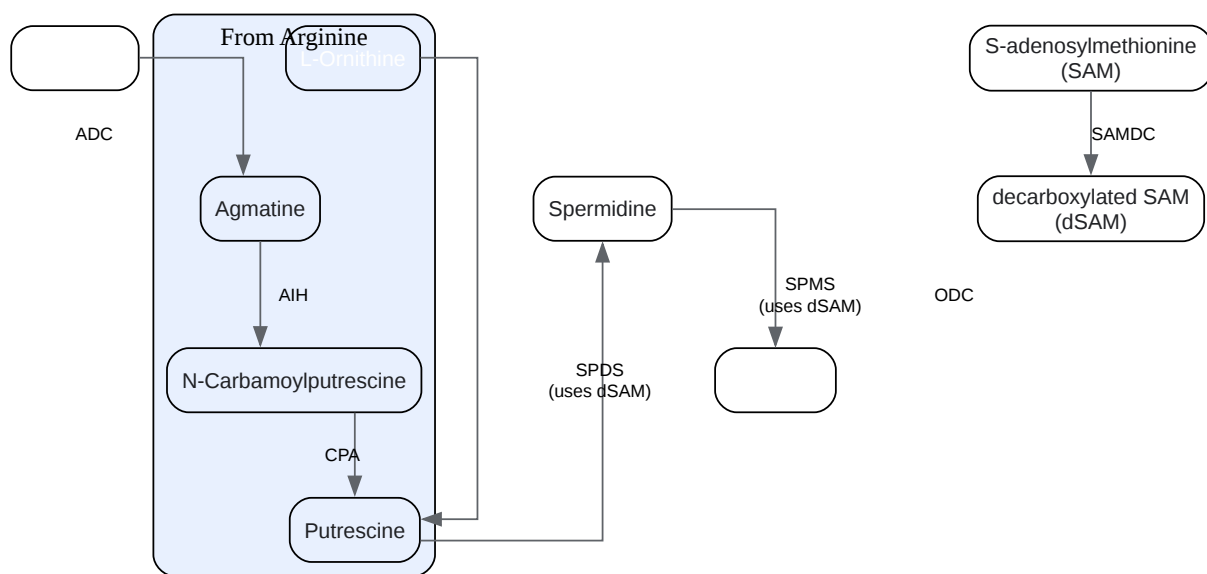 From Arginine
L-Ornithine
S-adenosylmethionine
(SAM)
ADC
SAMDC
Agmatine
Spermidine
decarboxylated SAM
(dSAM)
AIH
SPMS
(uses dSAM)
ODC
N-Carbamoylputrescine
SPDS
(uses dSAM)
CPA
Putrescine